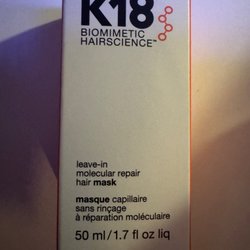 K18
BIOMIMETIC
HAIRSCIENCE™
leave-in
molecular repair
hair mask
masque capillaire
sans rinçage
à réparation moléculaire
50 ml/1.7 fl oz liq